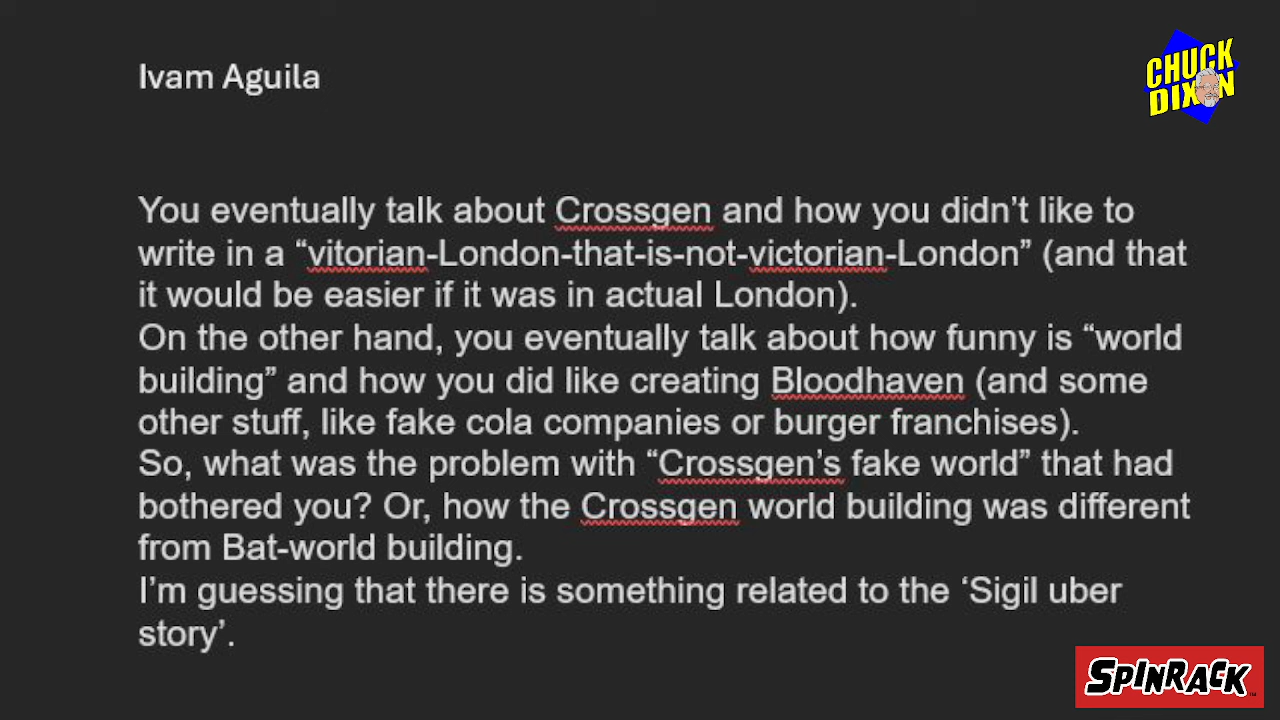 Ivam Aguila
CHUCK
DIXON
You eventually talk about Crossgen and how you didn’t like to
write in a “vitorian-London-that-is-not-victorian-London” (and that
it would be easier if it was in actual London).
On the other hand, you eventually talk about how funny is “world
building” and how you did like creating Bloodhaven (and some
other stuff, like fake cola companies or burger franchises).
So, what was the problem with “Crossgen’s fake world” that had
bothered you? Or, how the Crossgen world building was different
from Bat-world building.
I’m guessing that there is something related to the ‘Sigil uber
story’.
SPINRACK